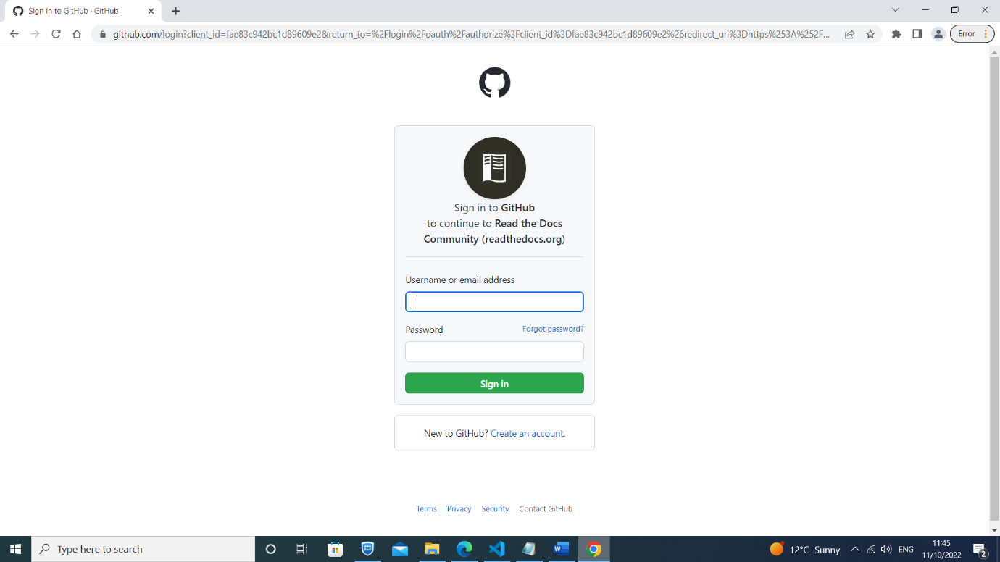 Sign in to GitHub · GitHub
github.com/login?client_id=fae83c942bc1d89609e2&return_to=%2Flogin%2Foauth%2Fauthorize%3Fclient_id%3Dfae83c942bc1d89609e2%26redirect_uri%3Dhttps%253A%252F...
Error
Sign in to GitHub
to continue to Read the Docs
Community (readthedocs.org)
Username or email address
Password
Forgot password?
Sign in
New to GitHub? Create an account.
Terms
Privacy
Security
Contact GitHub
Type here to search
12°C Sunny
ENG
11:45
11/10/2022
2